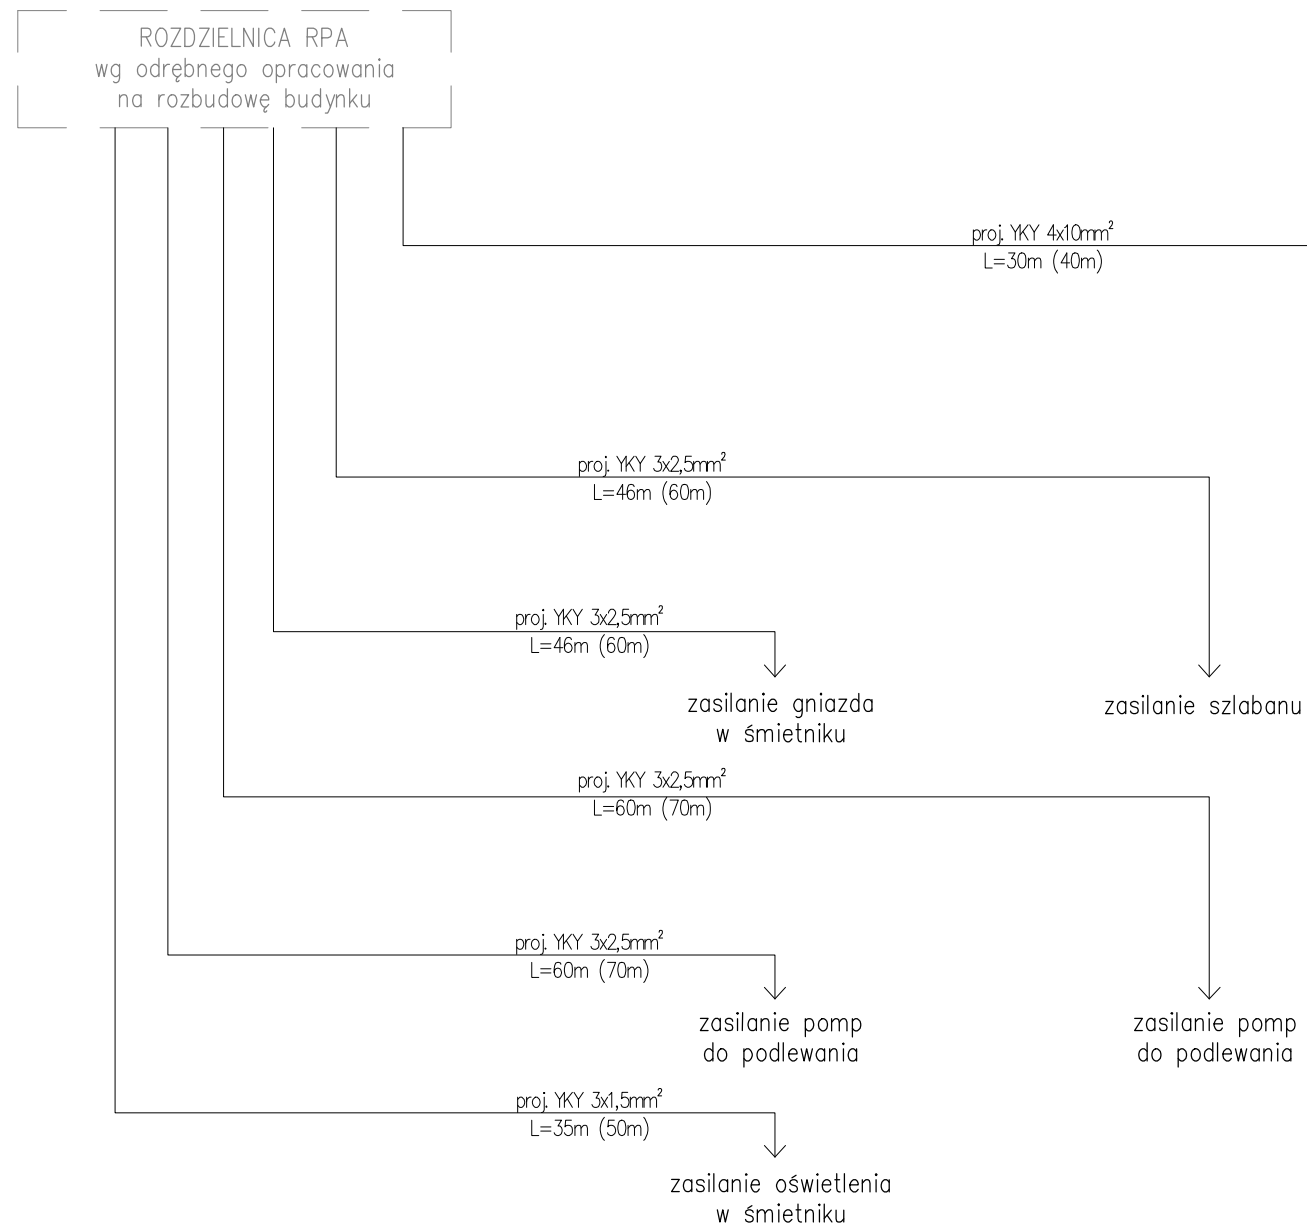 ROZDZIELNICA RPA
wg odrębnego opracowania
na rozbudowę budynku
proj. YKY 4x10mm²
L=30m (40m)
proj. YKY 3x2,5mm²
L=46m (60m)
proj. YKY 3x2,5mm²
L=46m (60m)
zasilanie gniazda
w śmietniku
zasilanie szlabanu
proj. YKY 3x2,5mm²
L=60m (70m)
proj. YKY 3x2,5mm²
L=60m (70m)
zasilanie pomp
do podlewania
zasilanie pomp
do podlewania
proj. YKY 3x1,5mm²
L=35m (50m)
zasilanie oświetlenia
w śmietniku